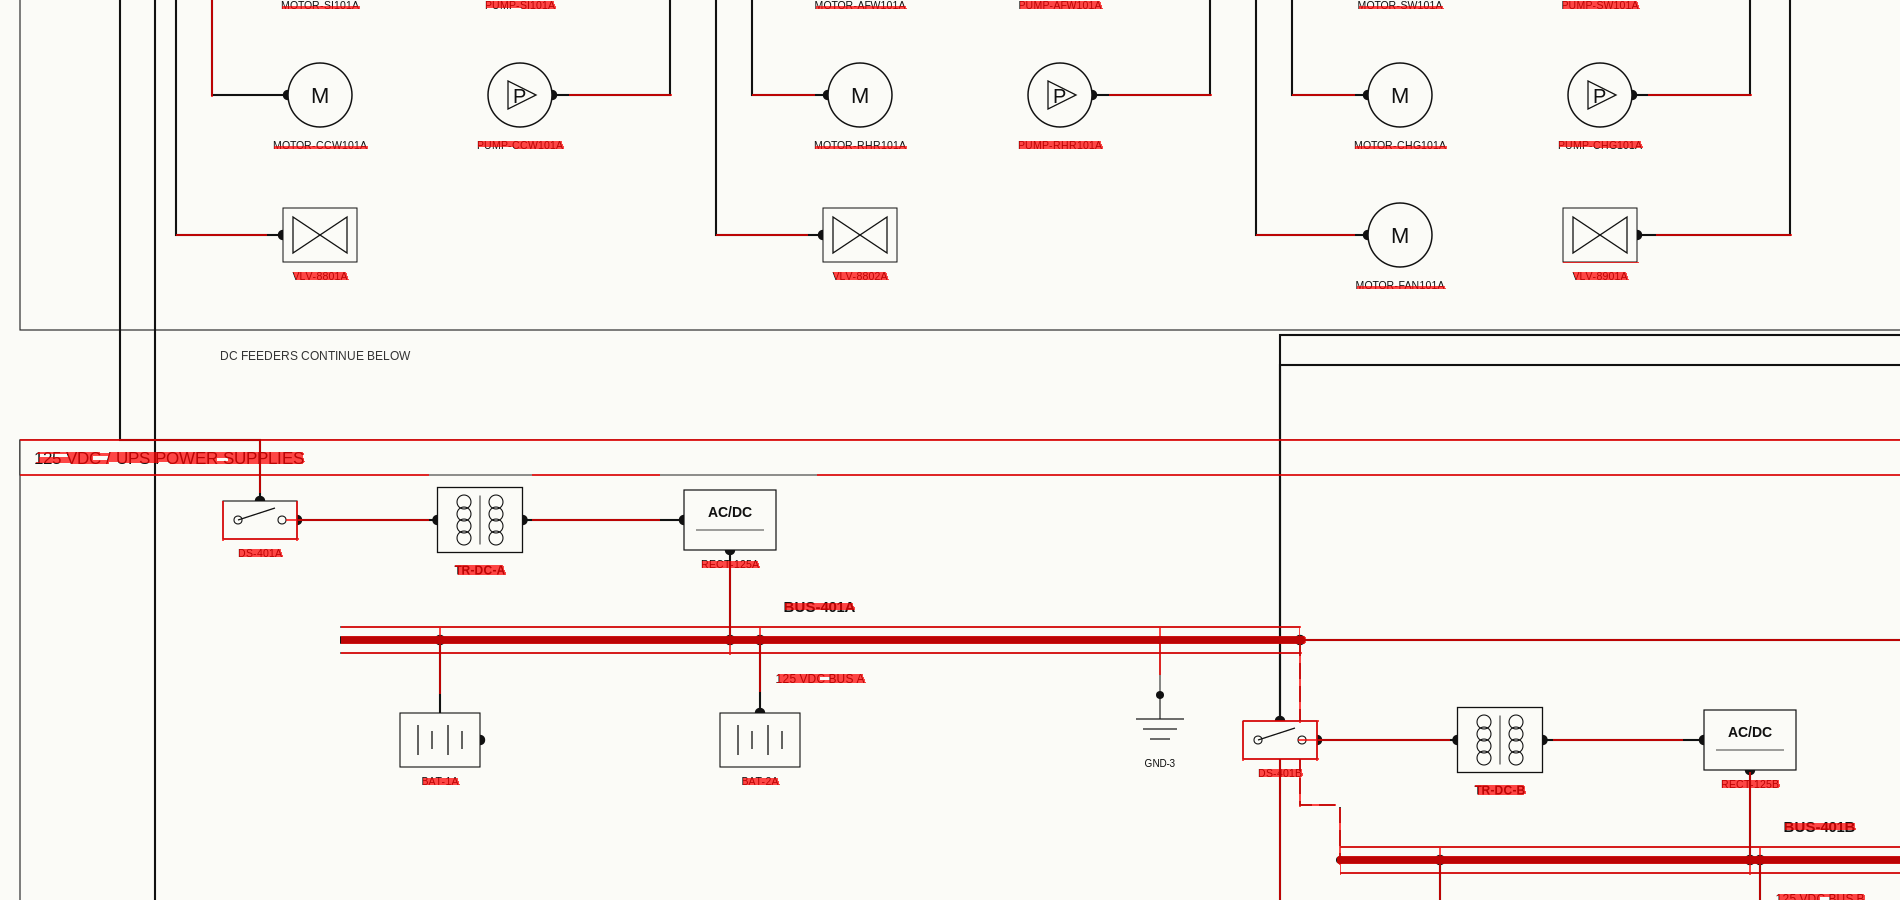 MOTOR-SI101A PUMP-SI101A MOTOR-AFW101A PUMP-AFW101A MOTOR-SW101A PUMP-SW101A
M P M P M P
MOTOR-CCW101A PUMP-CCW101A MOTOR-RHR101A PUMP-RHR101A MOTOR-CHG101A PUMP-CHG101A
M
VLV-8801A VLV-8802A VLV-8901A
MOTOR-FAN101A
DC FEEDERS CONTINUE BELOW
125 VDC / UPS POWER SUPPLIES
AC/DC
DS-401A
RECT-125A
TR-DC-A
BUS-401A
125 VDC BUS A
AC/DC
GND-3
DS-401B
BAT-1A BAT-2A
RECT-125B
TR-DC-B
BUS-401B
125 VDC BUS B